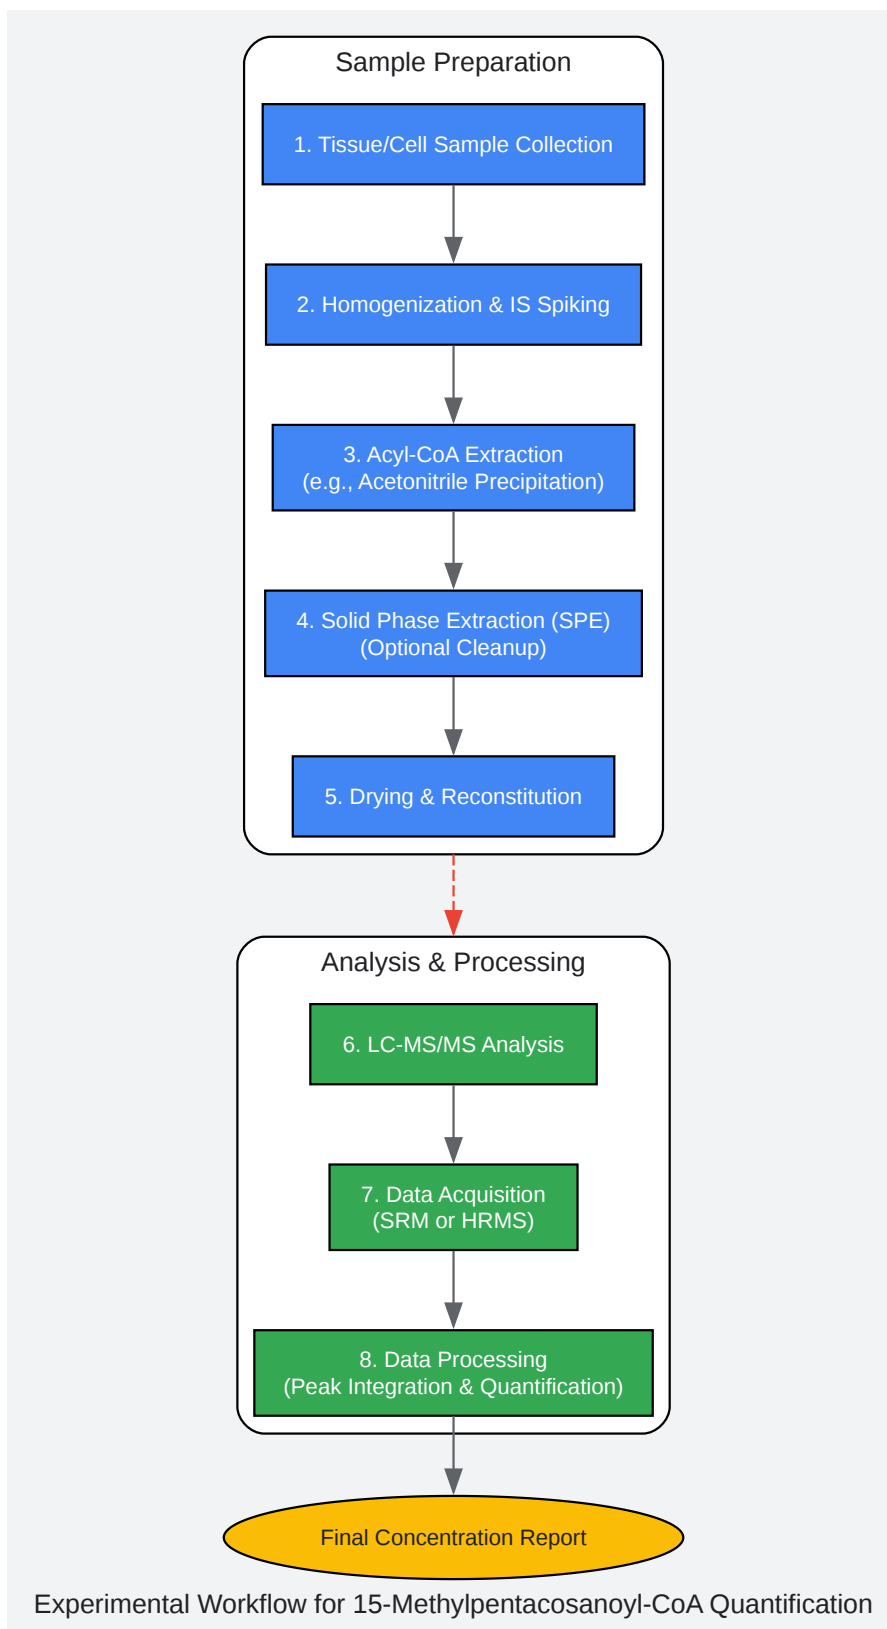 Sample Preparation
1. Tissue/Cell Sample Collection
2. Homogenization & IS Spiking
3. Acyl-CoA Extraction
(e.g., Acetonitrile Precipitation)
4. Solid Phase Extraction (SPE)
(Optional Cleanup)
5. Drying & Reconstitution
Analysis & Processing
6. LC-MS/MS Analysis
7. Data Acquisition
(SRM or HRMS)
8. Data Processing
(Peak Integration & Quantification)
Final Concentration Report
Experimental Workflow for 15-Methylpentacosanoyl-CoA Quantification